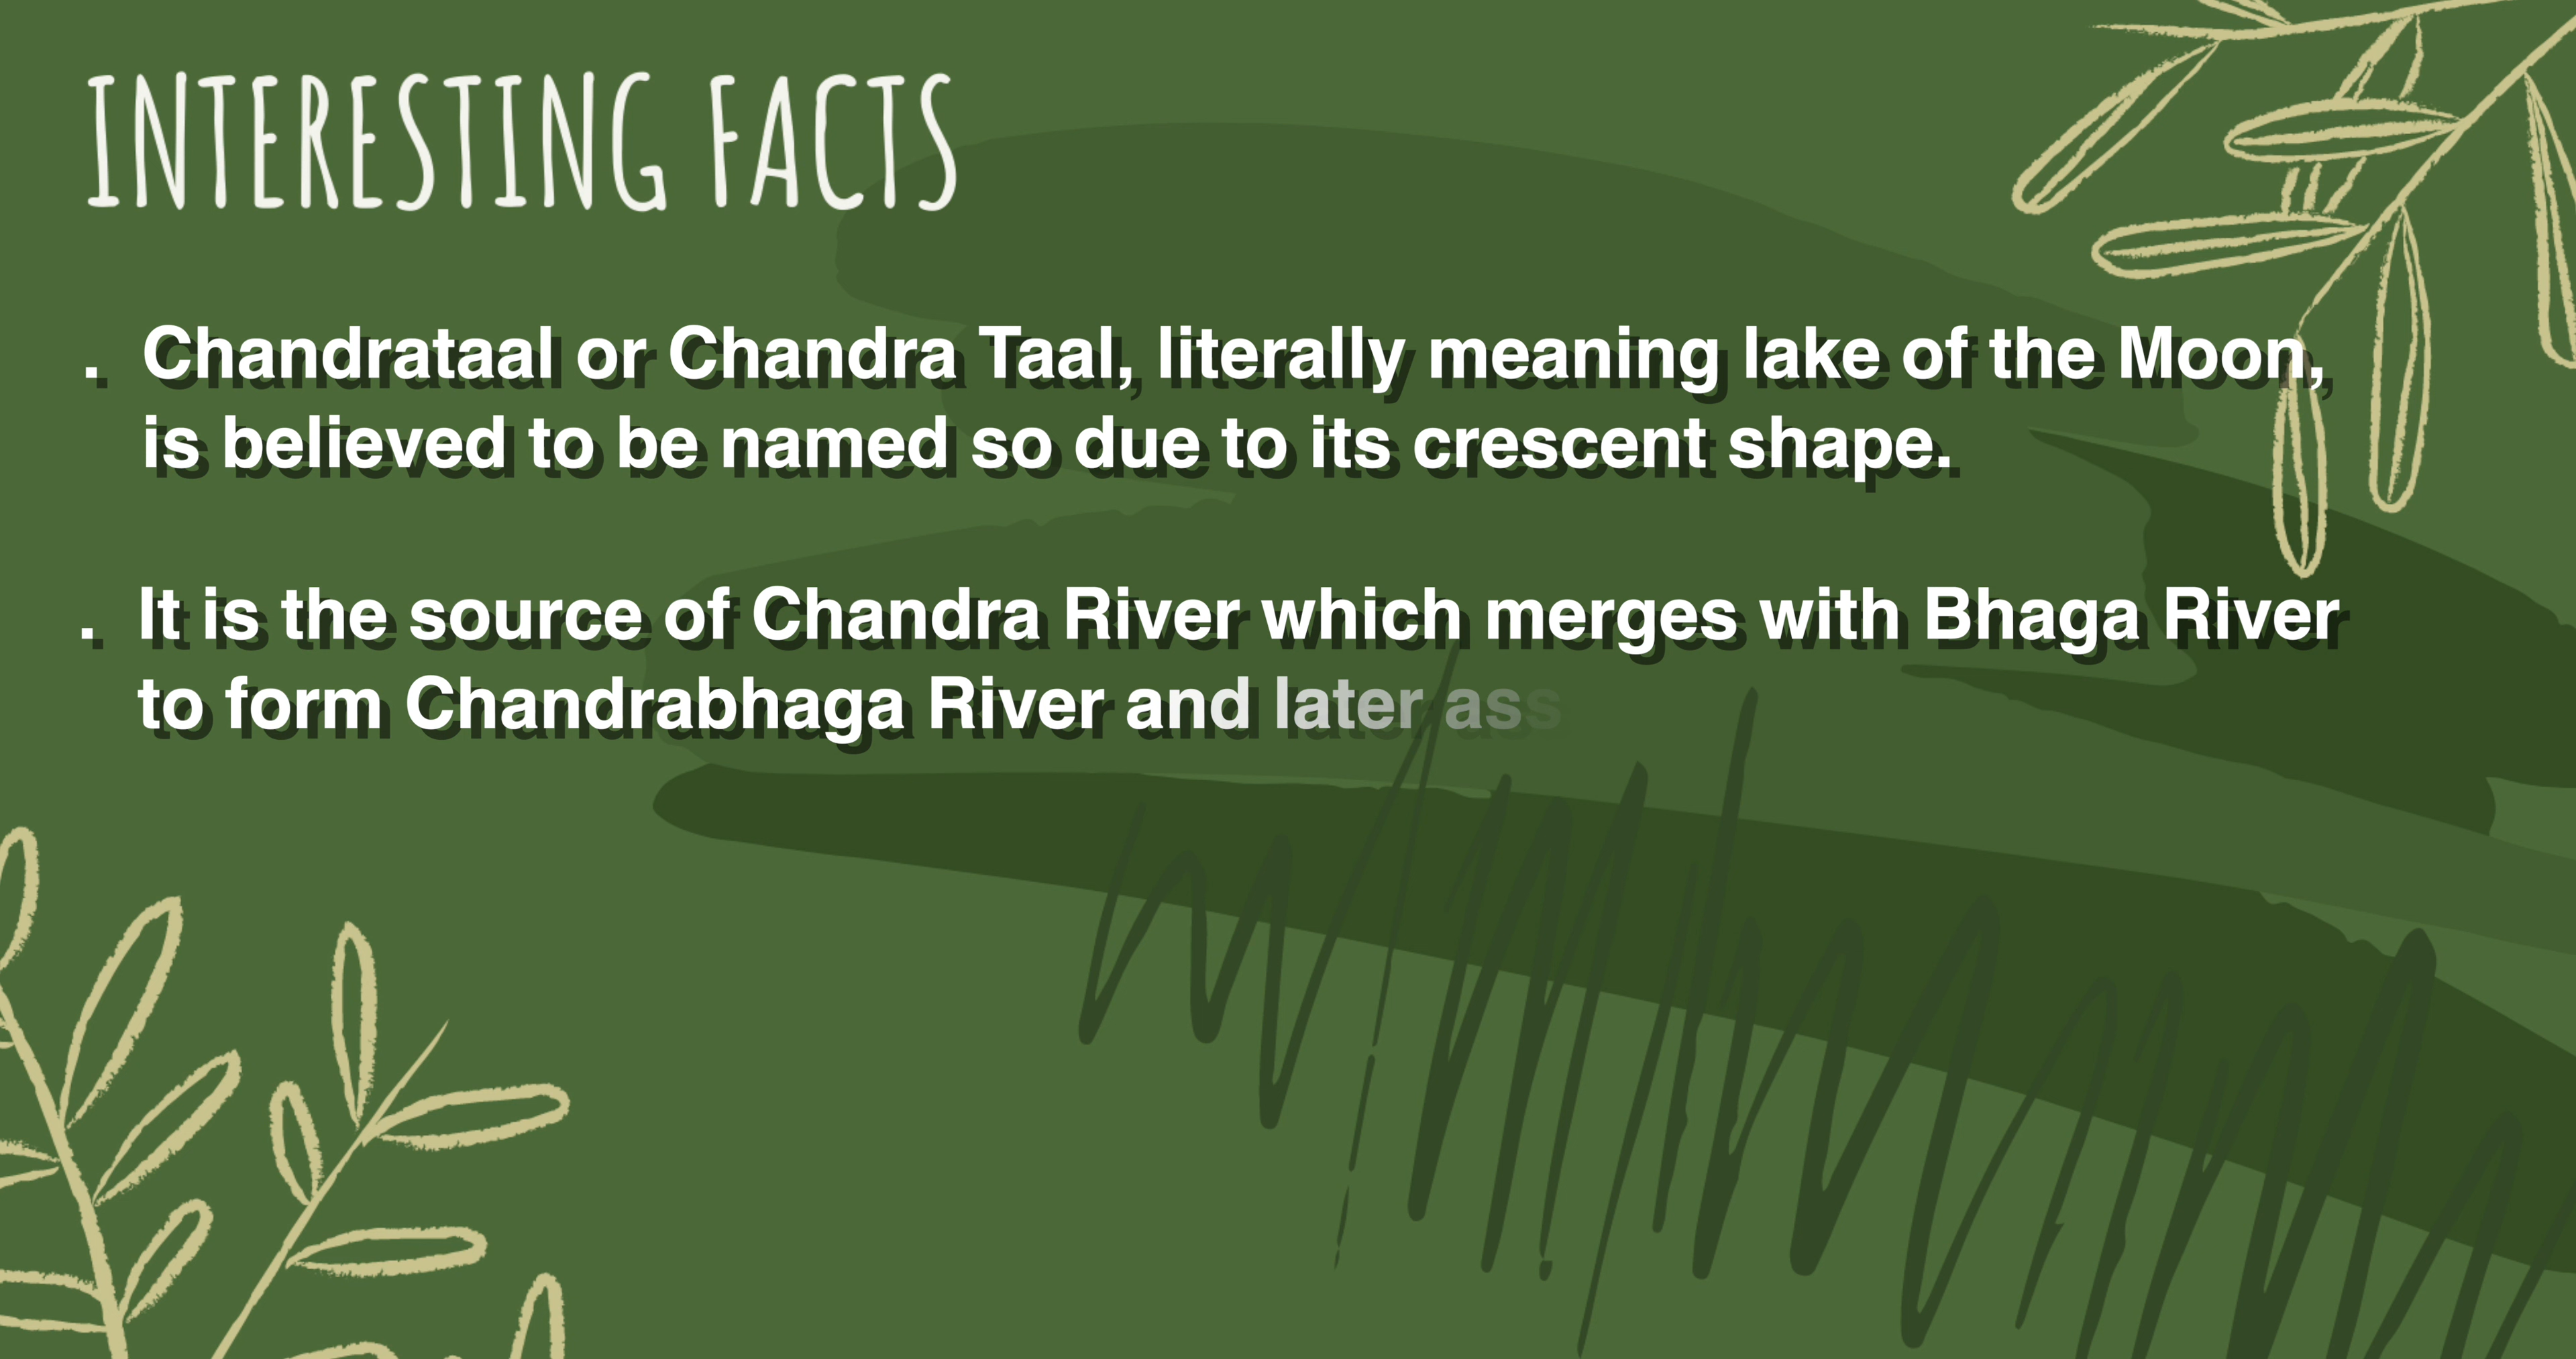 INTERESTING FACTS
. Chandrataal or Chandra Taal, literally meaning lake of the Moon,
is believed to be named so due to its crescent shape.
. It is the source of Chandra River which merges with Bhaga River
to form Chandrabhaga River and later ass